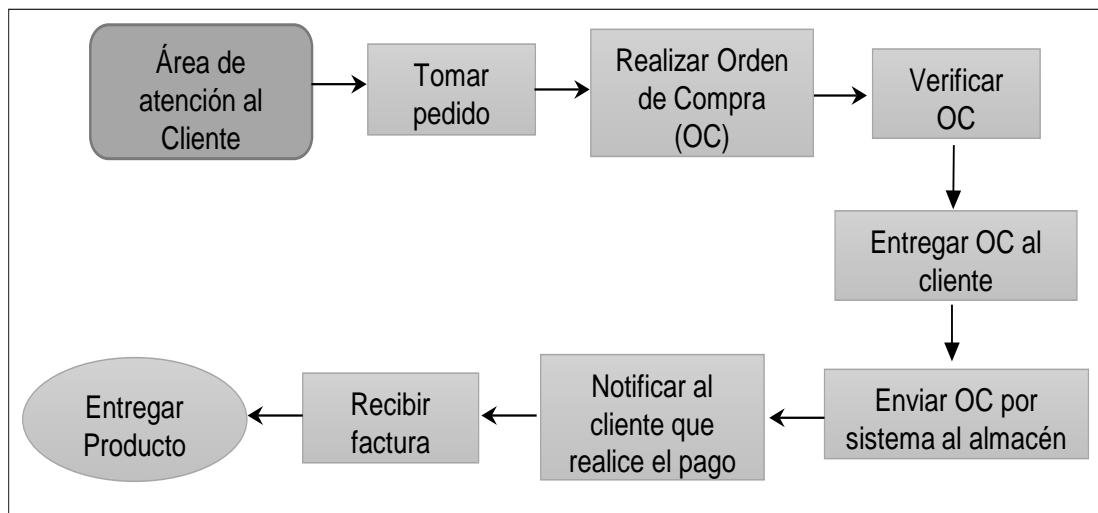 Área de
atención al
Cliente
Tomar
pedido
Realizar Orden
de Compra
(OC)
Verificar
OC
Entregar OC al
cliente
Enviar OC por
sistema al almacén
Notificar al
cliente que
realice el pago
Recibir
factura
Entregar
Producto